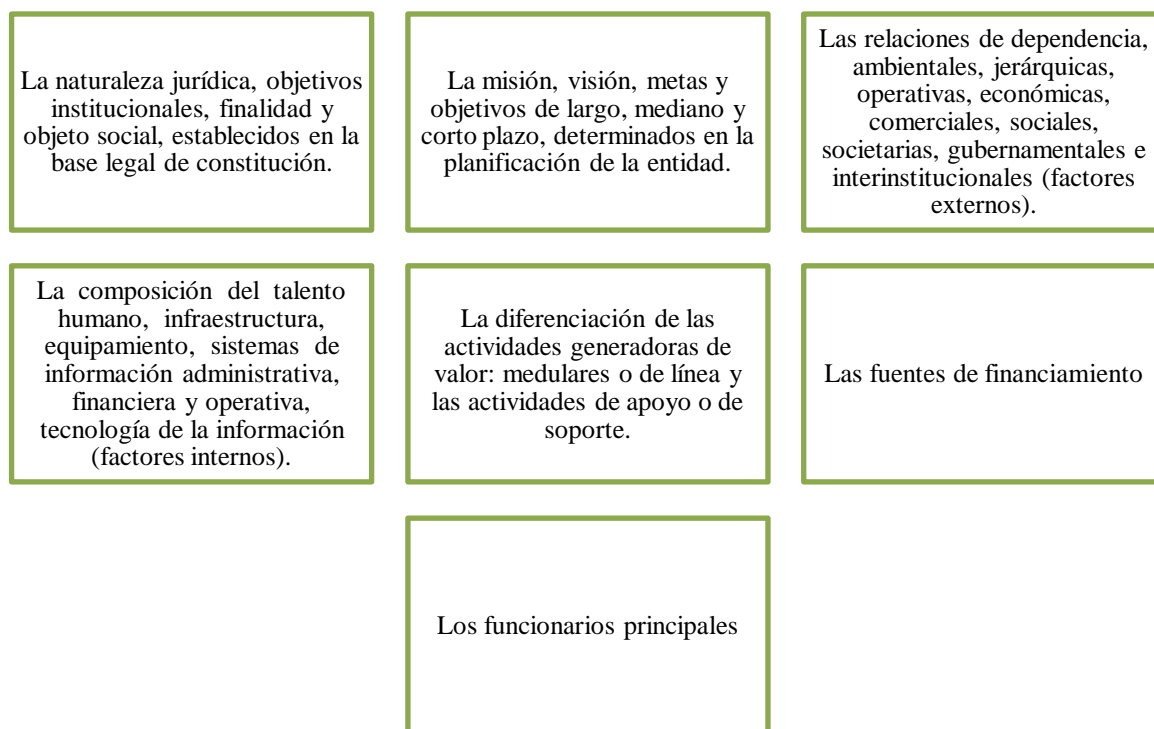 La naturaleza jurídica, objetivos
institucionales, finalidad y
objeto social, establecidos en la
base legal de constitución.
La misión, visión, metas y
objetivos de largo, mediano y
corto plazo, determinados en la
planificación de la entidad.
Las relaciones de dependencia,
ambientales, jerárquicas,
operativas, económicas,
comerciales, sociales,
societarias, gubernamentales e
interinstitucionales (factores
externos).
La composición del talento
humano, infraestructura,
equipamiento, sistemas de
información administrativa,
financiera y operativa,
tecnología de la información
(factores internos).
La diferenciación de las
actividades generadoras de
valor: medulares o de línea y
las actividades de apoyo o de
soporte.
Las fuentes de financiamiento
Los funcionarios principales